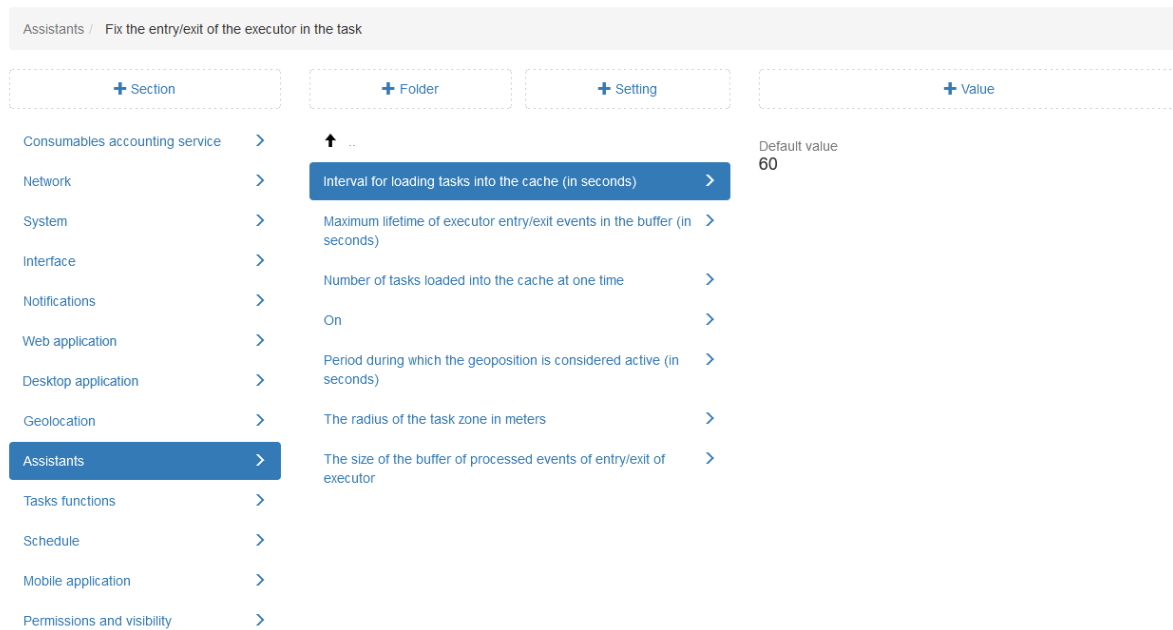 Assistants / Fix the entry/exit of the executor in the task
+ Section
+ Folder
+ Setting
+ Value
Consumables accounting service
Network
System
Interface
Notifications
Web application
Desktop application
Geolocation
Assistants
Tasks functions
Schedule
Mobile application
Permissions and visibility
..
Interval for loading tasks into the cache (in seconds)
Maximum lifetime of executor entry/exit events in the buffer (in
seconds)
Number of tasks loaded into the cache at one time
On
Period during which the geoposition is considered active (in
seconds)
The radius of the task zone in meters
The size of the buffer of processed events of entry/exit of
executor
Default value
60